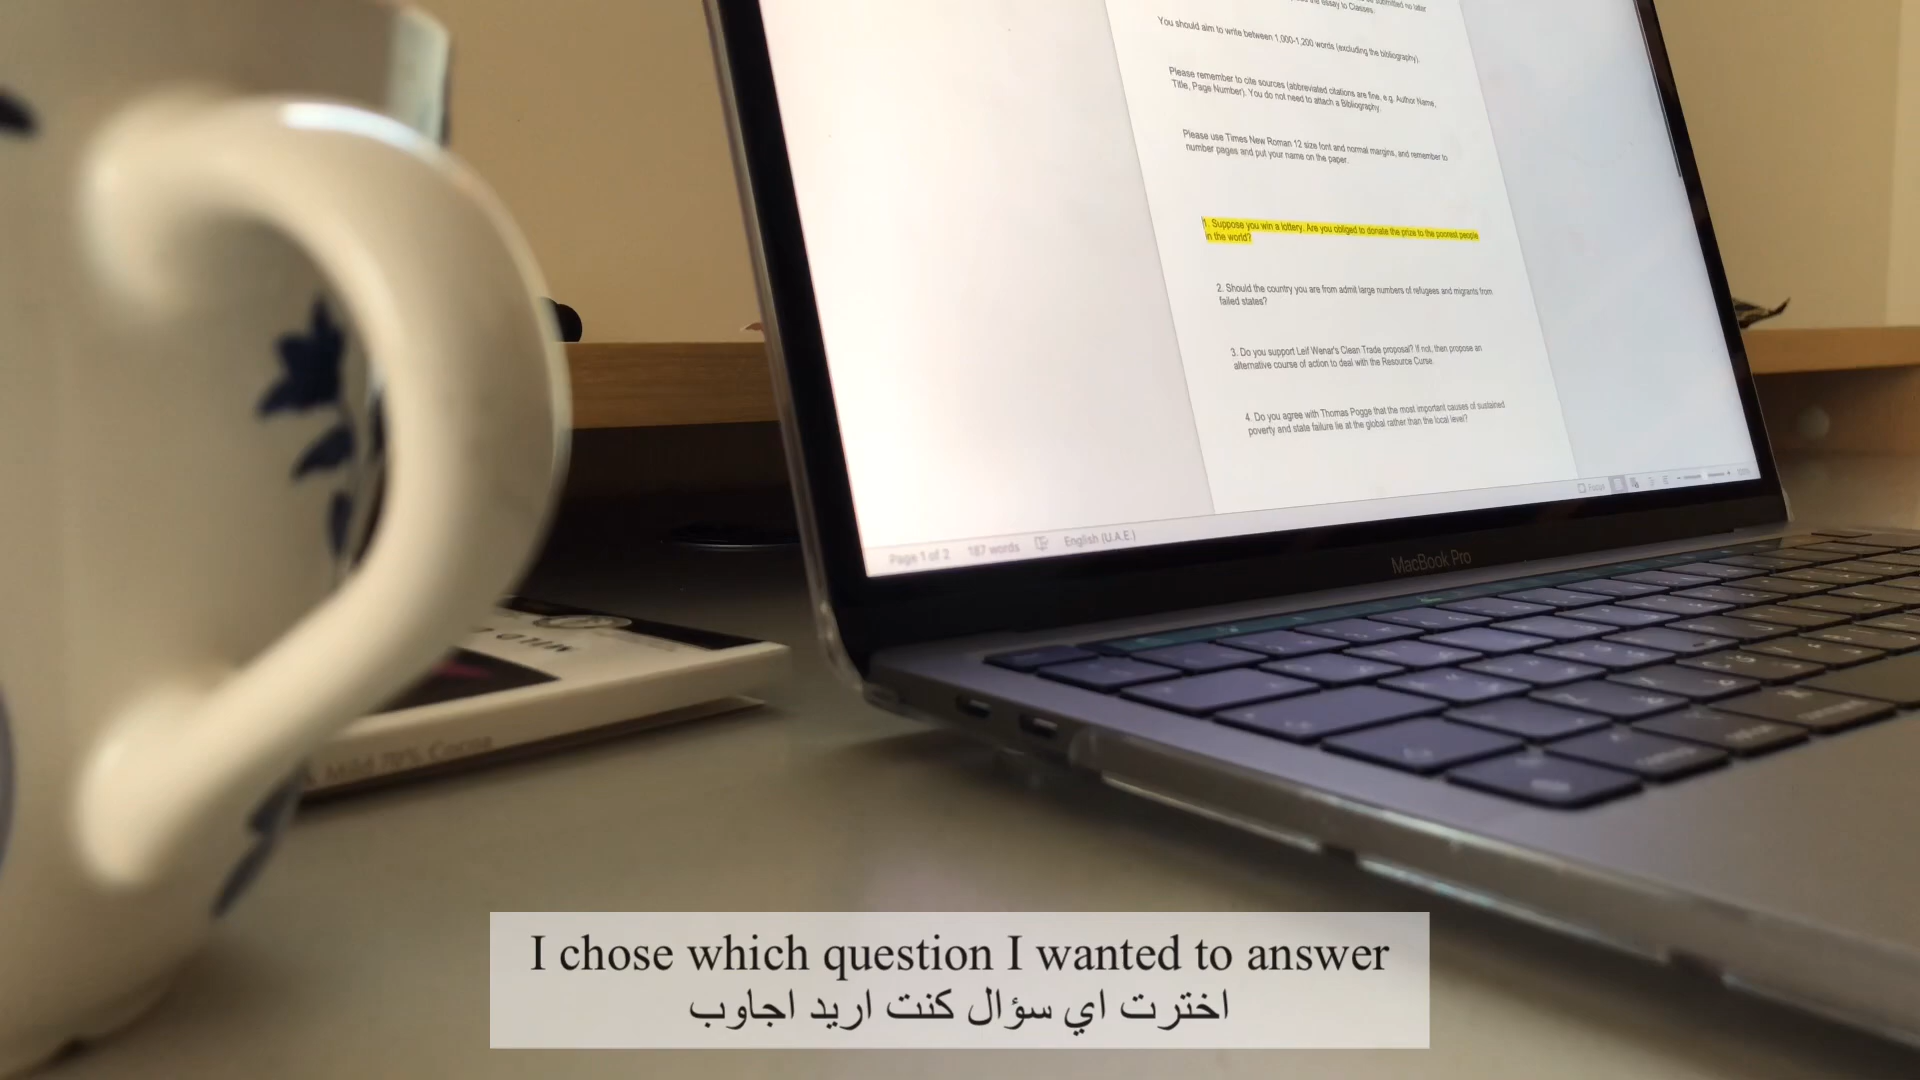 the essay to Classes.
You should aim to write between 1,000-1,200 words (excluding the bibliography).
Please remember to cite sources (abbreviated citations are fine, e.g. Author Name,
Title, Page Number). You do not need to attach a Bibliography.
Please use Times New Roman 12 size font and normal margins, and remember to
number pages and put your name on the paper.
1. Suppose you win a lottery. Are you obliged to donate the prize to the poorest people
in the world?
2. Should the country you are from admit large numbers of refugees and migrants from
failed states?
3. Do you support Leif Wenar's Clean Trade proposal? If not, then propose an
alternative course of action to deal with the Resource Curse.
4. Do you agree with Thomas Pogge that the most important causes of sustained
poverty and state failure lie at the global rather than the local level?
Page 1 of 2 187 words English (U.A.E.)
Focus
MacBook Pro
Mild 70% Cocoa
I chose which question I wanted to answer
اخترت اي سؤال كنت اريد اجاوب